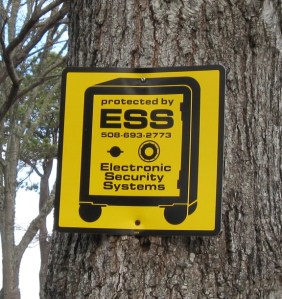 protected by
ESS
508-693-2773
Electronic
Security
Systems